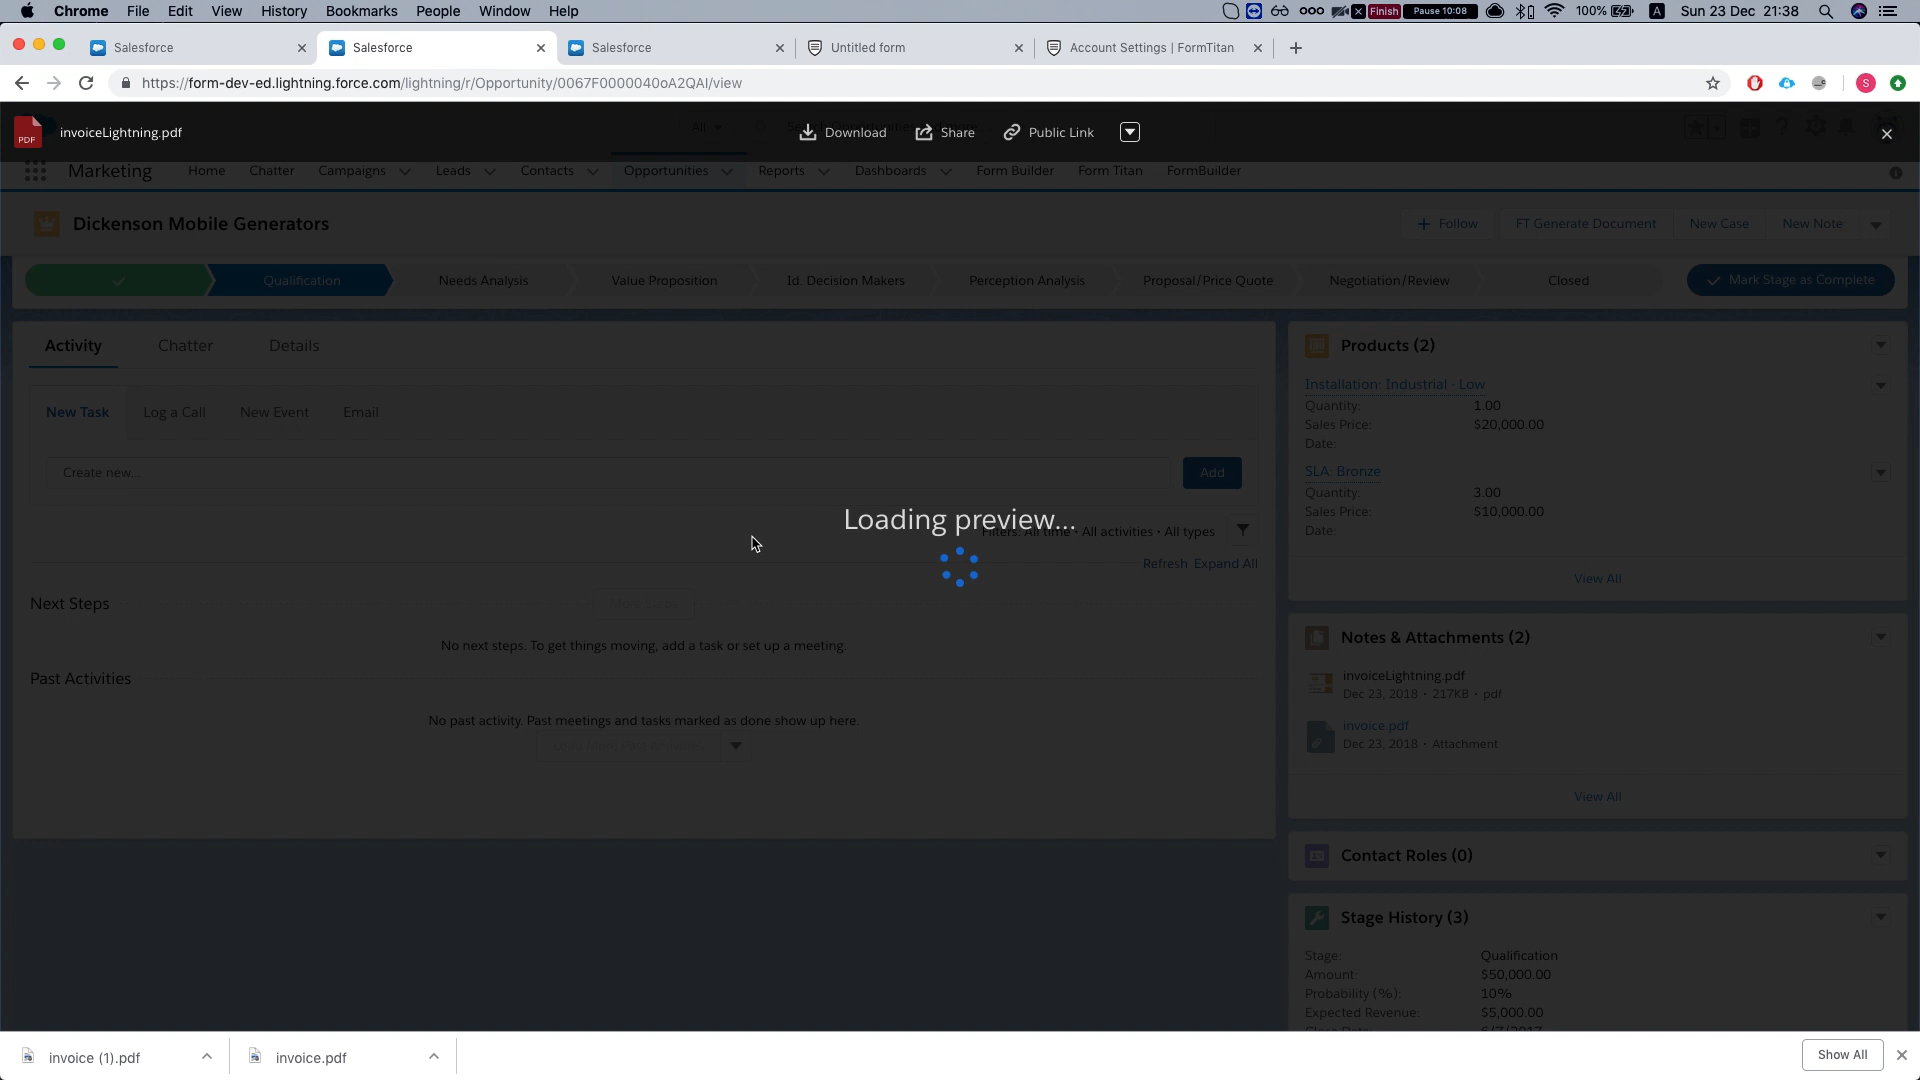 Chrome File Edit View History Bookmarks People Window Help Finish Pause 10:08 100% A Sun 23 Dec 21:38
Salesforce Salesforce Salesforce Untitled form Account Settings | FormTitan
https://form-dev-ed.lightning.force.com/lightning/r/Opportunity/0067F0000040oA2QAI/view S
PDF invoiceLightning.pdf All Download Share Public Link
Marketing Home Chatter Campaigns Leads Contacts Opportunities Reports Dashboards Form Builder Form Titan FormBuilder
Dickenson Mobile Generators Follow FT Generate Document New Case New Note
Qualification Needs Analysis Value Proposition Id. Decision Makers Perception Analysis Proposal/Price Quote Negotiation/Review Closed Mark Stage as Complete
Activity Chatter Details
New Task Log a Call New Event Email
Create new... Add
Loading preview...
Filters: All time • All activities • All types
Refresh Expand All
Next Steps
No next steps. To get things moving, add a task or set up a meeting.
Past Activities
No past activity. Past meetings and tasks marked as done show up here.
Products (2)
Installation: Industrial - Low
Quantity: 1.00
Sales Price: $20,000.00
Date:
SLA: Bronze
Quantity: 3.00
Sales Price: $10,000.00
Date:
View All
Notes & Attachments (2)
invoiceLightning.pdf
Dec 23, 2018 • 217KB • pdf
invoice.pdf
Dec 23, 2018 • Attachment
View All
Contact Roles (0)
Stage History (3)
Stage: Qualification
Amount: $50,000.00
Probability (%): 10%
Expected Revenue: $5,000.00
invoice (1).pdf invoice.pdf Show All